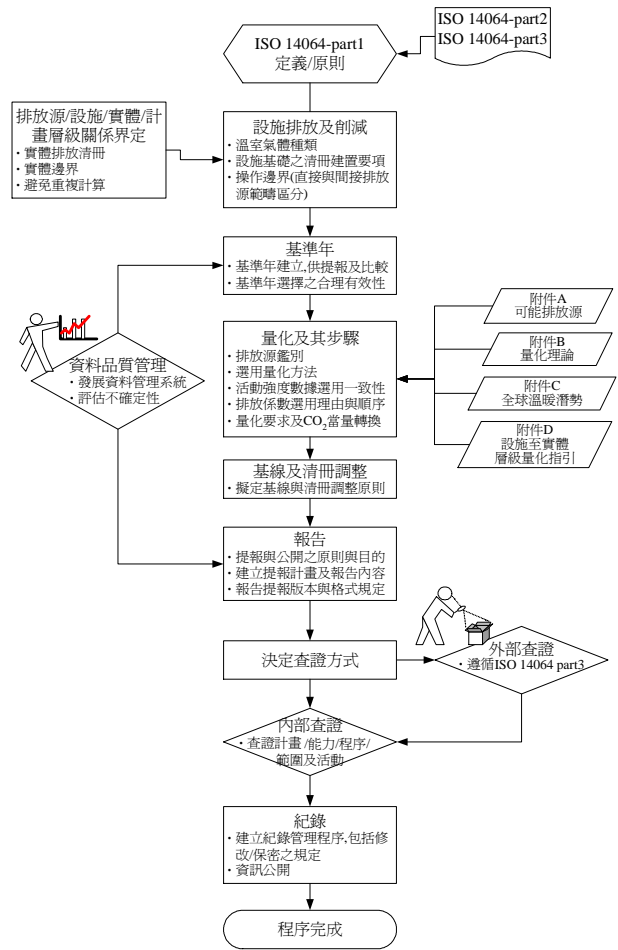 ISO 14064-part1
定義/原則
ISO 14064-part2
ISO 14064-part3
排放源/設施/實體/計
畫層級關係界定
・實體排放清冊
・實體邊界
・避免重複計算
設施排放及削減
・溫室氣體種類
・設施基礎之清冊建置要項
・操作邊界(直接與間接排放
源範疇區分)
基準年
・基準年建立,供提報及比較
・基準年選擇之合理有效性
資料品質管理
・發展資料管理系統
・評估不確定性
量化及其步驟
・排放源鑑別
・選用量化方法
・活動強度數據選用一致性
・排放係數選用理由與順序
・量化要求及CO₂當量轉換
附件A
可能排放源
附件B
量化理論
附件C
全球溫暖潛勢
附件D
設施至實體
層級量化指引
基線及清冊調整
・擬定基線與清冊調整原則
報告
・提報與公開之原則與目的
・建立提報計畫及報告內容
・報告提報版本與格式規定
決定查證方式
外部查證
・遵循ISO 14064 part3
內部查證
・查證計畫/能力/程序/
範圍及活動
紀錄
・建立紀錄管理程序,包括修
改/保密之規定
・資訊公開
程序完成